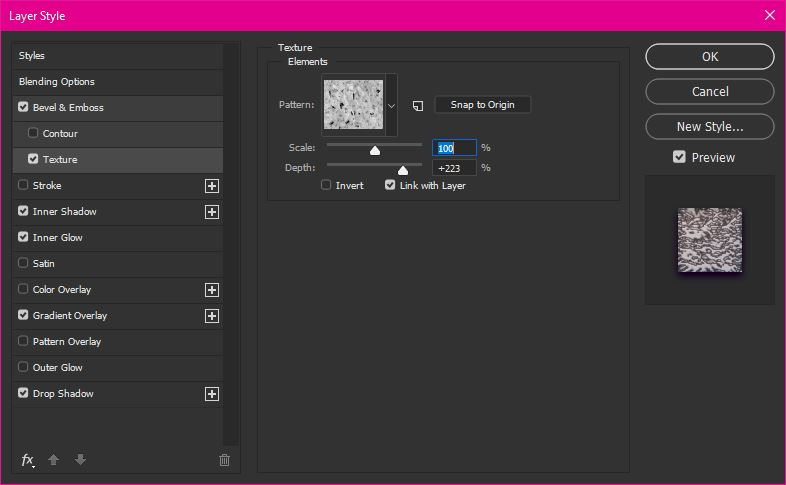 Layer Style
Styles
Blending Options
Bevel & Emboss
Contour
Texture
Stroke
Inner Shadow
Inner Glow
Satin
Color Overlay
Gradient Overlay
Pattern Overlay
Outer Glow
Drop Shadow
fx
Texture
Elements
Pattern:
Snap to Origin
Scale: 100 %
Depth: +223 %
Invert Link with Layer
OK
Cancel
New Style...
Preview